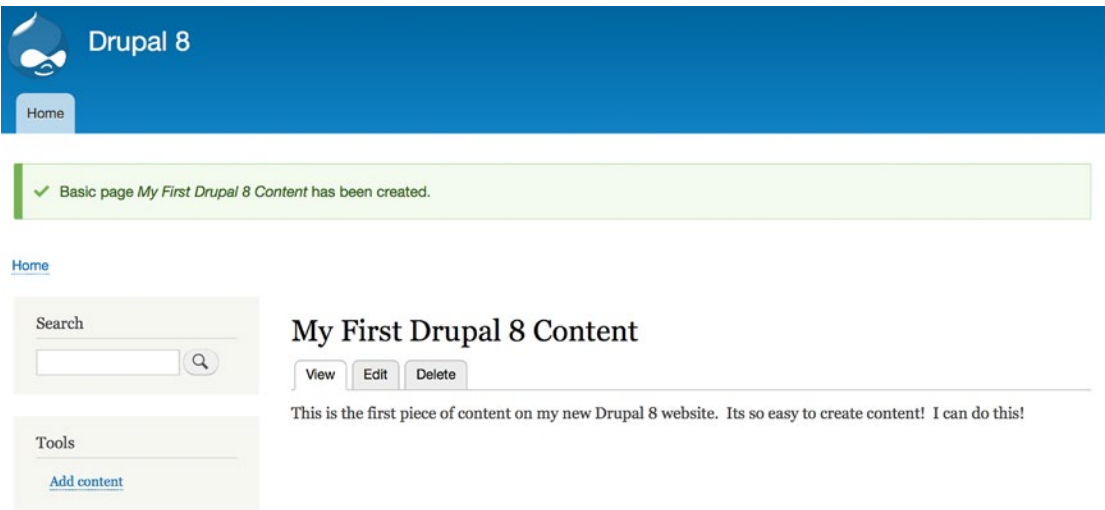 Drupal 8
Home
Basic page My First Drupal 8 Content has been created.
Home
Search
My First Drupal 8 Content
View Edit Delete
This is the first piece of content on my new Drupal 8 website. Its so easy to create content! I can do this!
Tools
Add content